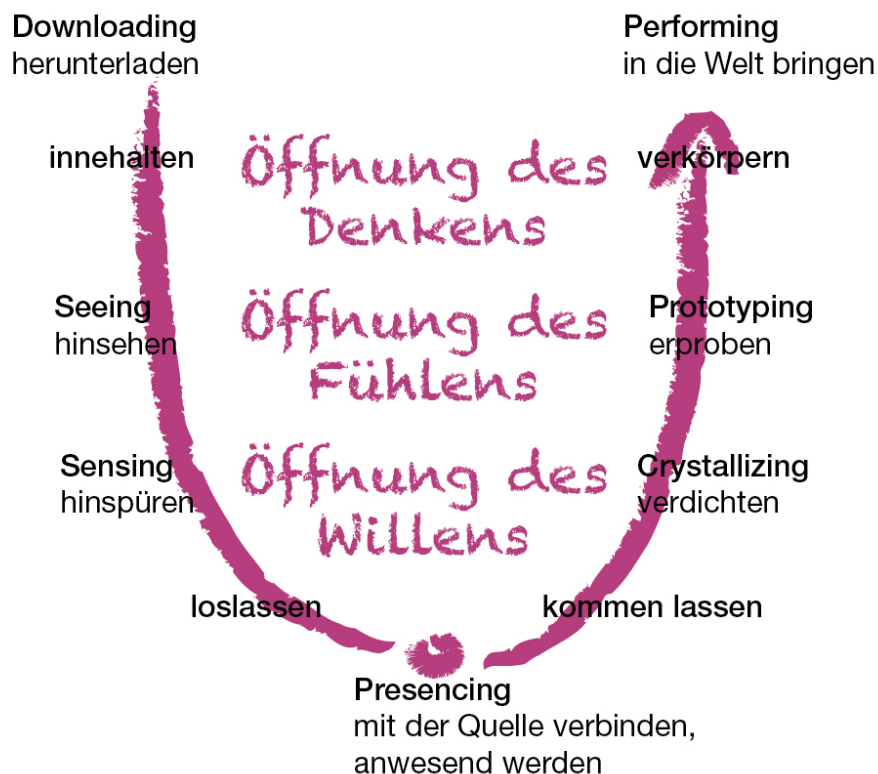 Downloading
herunterladen
Performing
in die Welt bringen
innehalten
Öffnung des
Denkens
verkörpern
Seeing
hinsehen
Öffnung des
Fühlens
Prototyping
erproben
Sensing
hinspüren
Öffnung des
Willens
Crystallizing
verdichten
loslassen
kommen lassen
Presencing
mit der Quelle verbinden,
anwesend werden